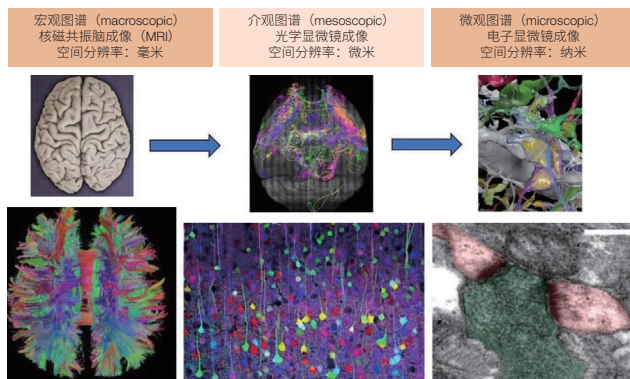 宏观图谱（macroscopic）
核磁共振脑成像（MRI）
空间分辨率：毫米
介观图谱（mesoscopic）
光学显微镜成像
空间分辨率：微米
微观图谱（microscopic）
电子显微镜成像
空间分辨率：纳米